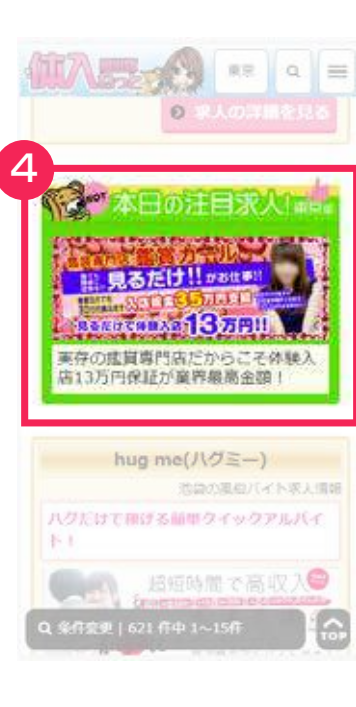 体入
東京
求人の詳細を見る
4
HOT
本日の注目求人!
見るだけ!!がお仕事!!
見るだけで体験入店13万円!!
実存の鑑賞専門店だからこそ体験入
店13万円保証が業界最高金額!
hug me(ハグミー)
池袋の風俗バイト求人情報
ハグだけで稼げる簡単クイックアルバイ
ト!
超短時間で高収入
条件変更 | 621 件中 1～15件
TOP